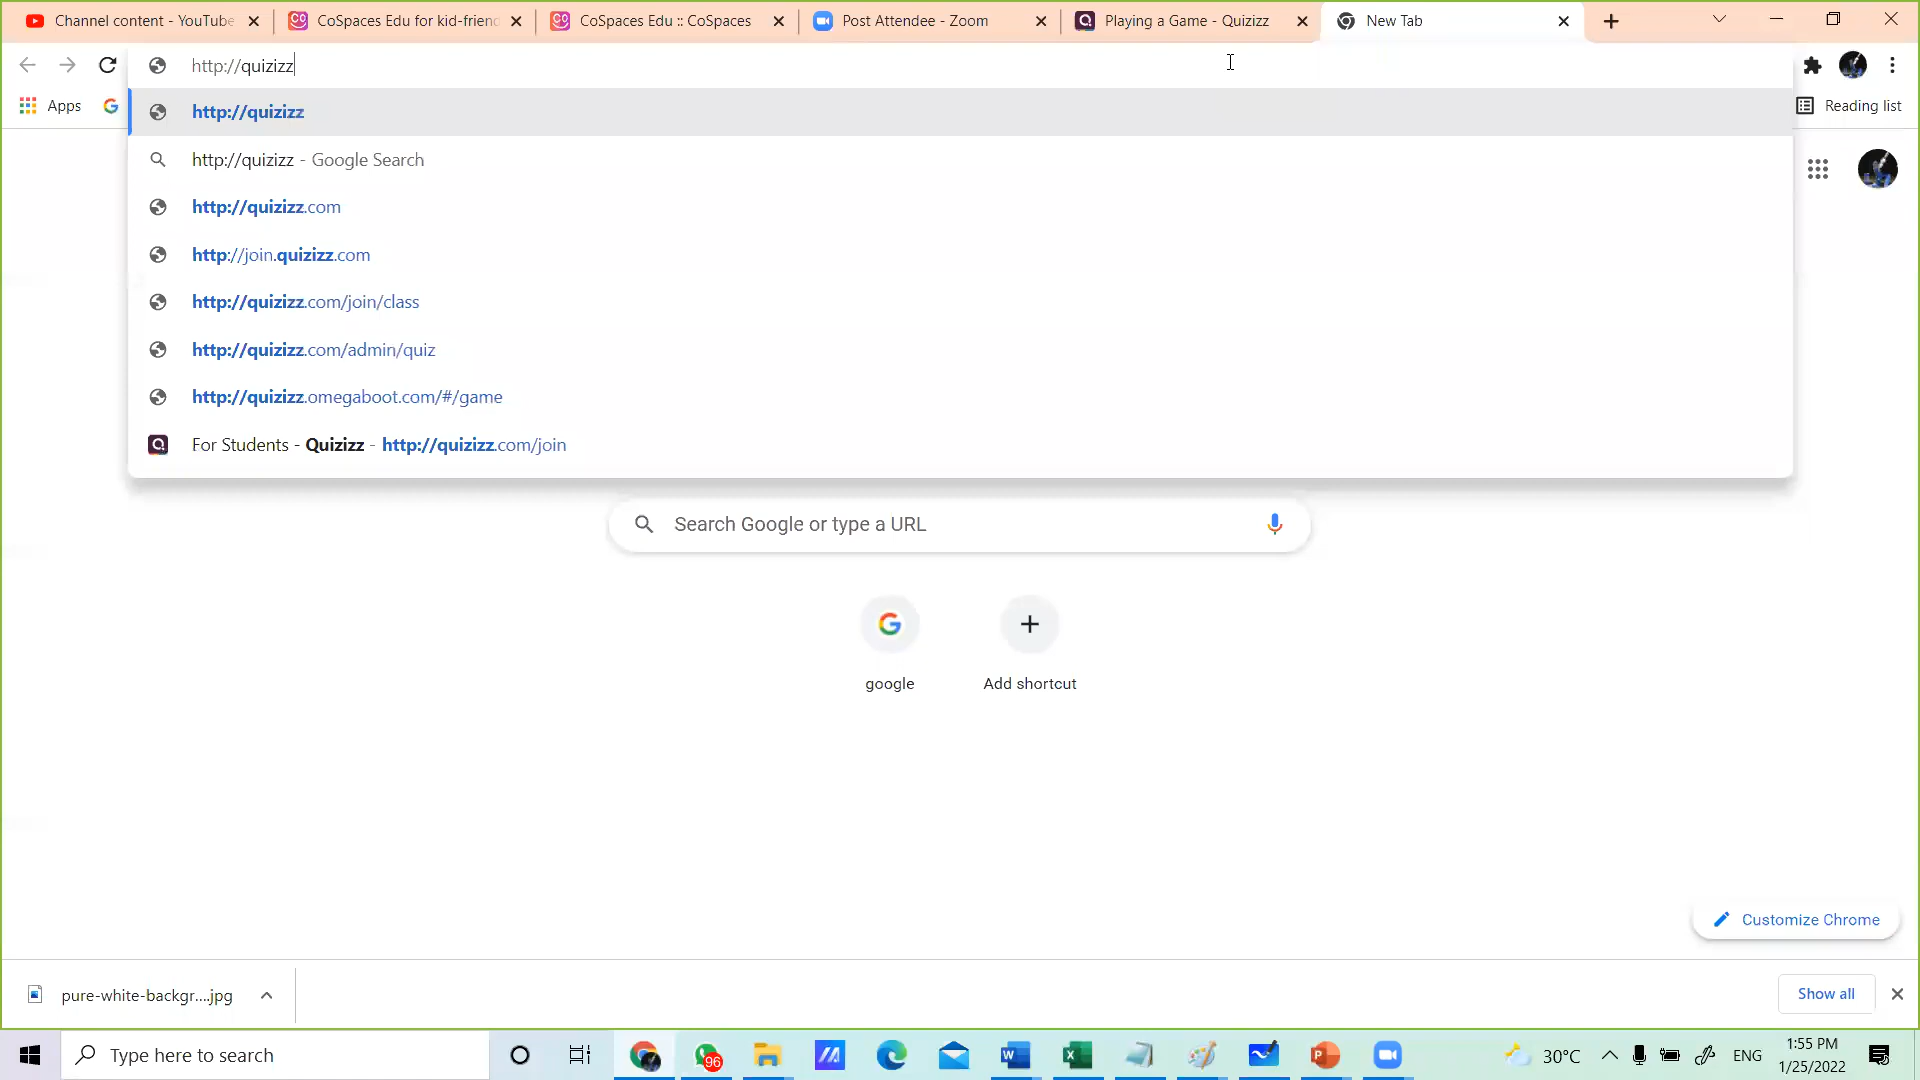 Channel content - YouTube
CoSpaces Edu for kid-friend
CoSpaces Edu :: CoSpaces
Post Attendee - Zoom
Playing a Game - Quizizz
New Tab
http://quizizz
Apps
Reading list
http://quizizz
http://quizizz - Google Search
http://quizizz.com
http://join.quizizz.com
http://quizizz.com/join/class
http://quizizz.com/admin/quiz
http://quizizz.omegaboot.com/#/game
For Students - Quizizz - http://quizizz.com/join
Search Google or type a URL
google
Add shortcut
Customize Chrome
pure-white-backgr....jpg
Show all
Type here to search
96
30°C
ENG
1:55 PM
1/25/2022